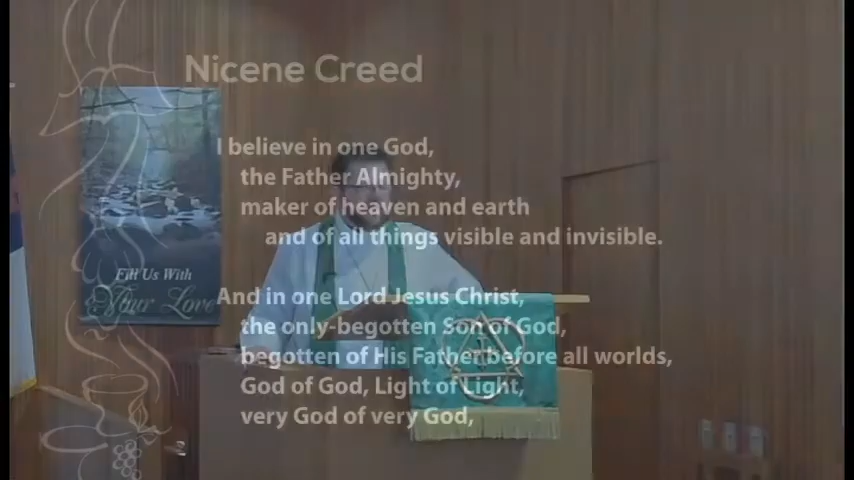 Nicene Creed
I believe in one God,
the Father Almighty,
maker of heaven and earth
and of all things visible and invisible.
Fill Us With
Your Love
And in one Lord Jesus Christ,
the only-begotten Son of God,
begotten of His Father before all worlds,
God of God, Light of Light,
very God of very God,